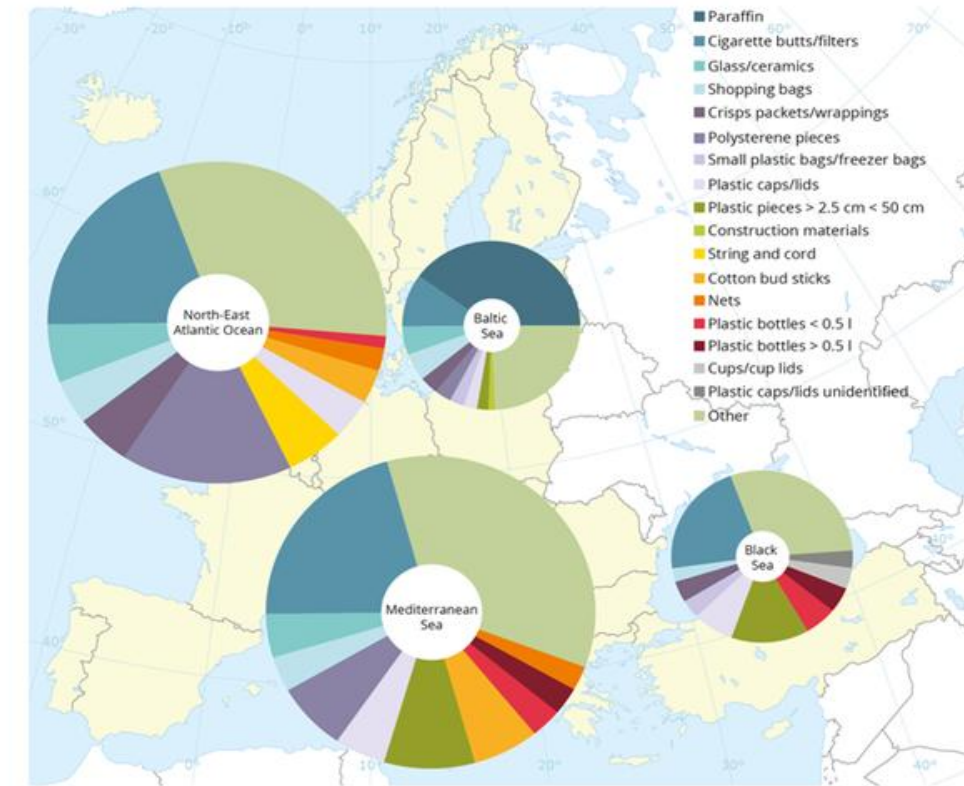 -30°
-20°
-10°
0°
10°
20°
30°
40°
50°
60°
70°
Paraffin
Cigarette butts/filters
Glass/ceramics
Shopping bags
Crisps packets/wrappings
Polysterene pieces
Small plastic bags/freezer bags
Plastic caps/lids
Plastic pieces > 2.5 cm < 50 cm
Construction materials
String and cord
Cotton bud sticks
Nets
Plastic bottles < 0.5 l
Plastic bottles > 0.5 l
Cups/cup lids
Plastic caps/lids unidentified
Other
60°
North-East
Atlantic Ocean
Baltic
Sea
50°
Black
Sea
40°
Mediterranean
Sea
40°
0°
10°
20°
30°
40°